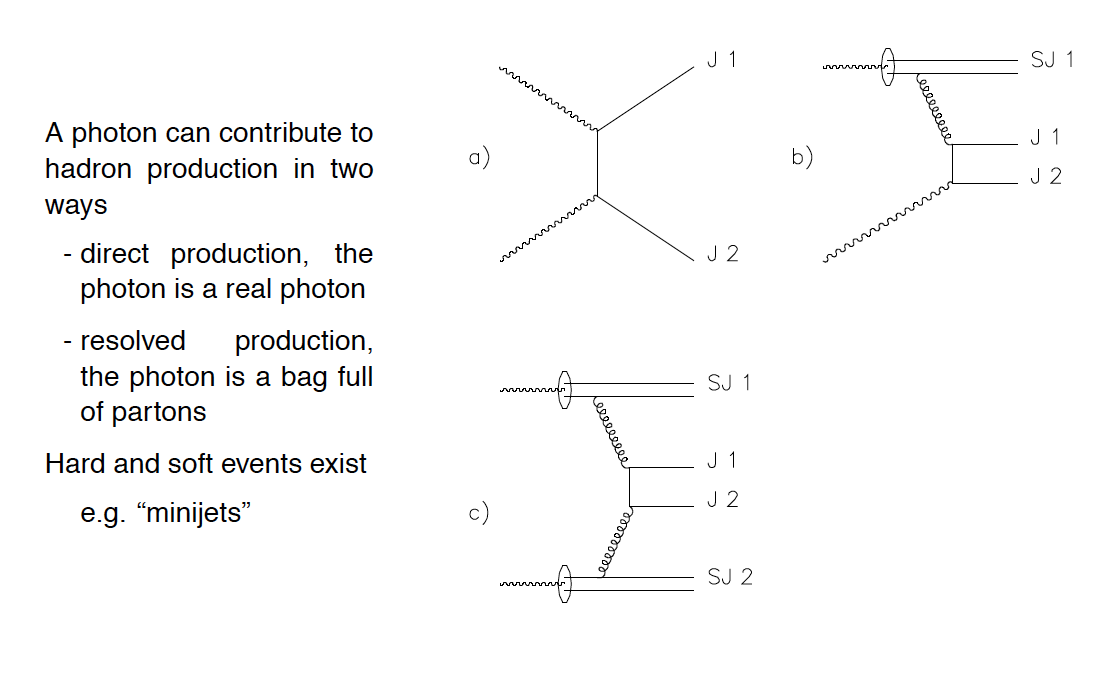 A photon can contribute to
hadron production in two
ways
- direct production, the
photon is a real photon
- resolved production,
the photon is a bag full
of partons
Hard and soft events exist
e.g. “minijets”
a)
J 1
J 2
b)
SJ 1
J 1
J 2
c)
SJ 1
J 1
J 2
SJ 2